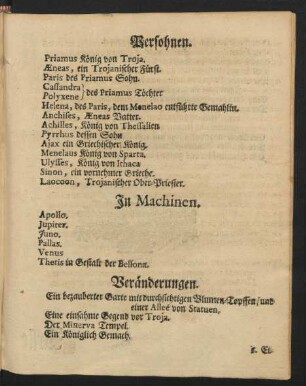 Persohnen.
Priamus König von Troja.
Æneas, ein Trojanischer Fürst.
Paris des Priamus Sohn.
Cassandra)
Polyxene) des Priamus Töchter
Helena, des Paris, dem Menelao entführte Gemahlin.
Anchises, Æneas Vatter.
Achilles, König von Thessalien
Pyrrhus dessen Sohn
Ajax ein Griechischer König.
Menelaus König von Sparta.
Ulysses, König von Ithaca
Sinon, ein vornehmer Grieche.
Laocoon, Trojanischer Ober-Priester.
In Machinen.
Apollo.
Jupiter.
Juno.
Pallas.
Venus
Thetis in Gestalt der Bellona.
Veränderungen.
Ein bezauberter Garte mit durchsichtigen Blumen-Topffen/und
einer Alleé von Statuen.
Eine einsahme Gegend vor Troja.
Der Minerva Tempel.
Ein Königlich Gemach.